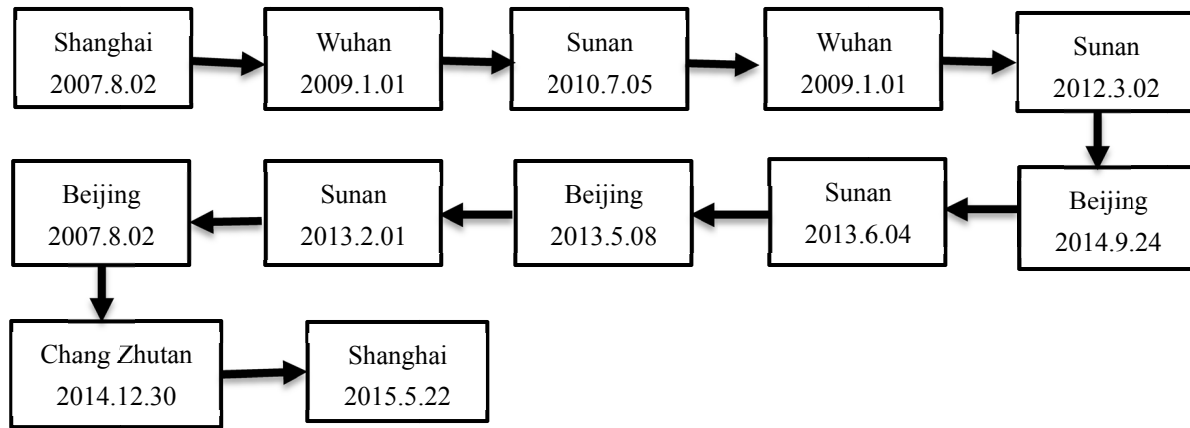 Shanghai
2007.8.02
Wuhan
2009.1.01
Sunan
2010.7.05
Wuhan
2009.1.01
Sunan
2012.3.02
Beijing
2014.9.24
Sunan
2013.6.04
Beijing
2013.5.08
Sunan
2013.2.01
Beijing
2007.8.02
Chang Zhutan
2014.12.30
Shanghai
2015.5.22